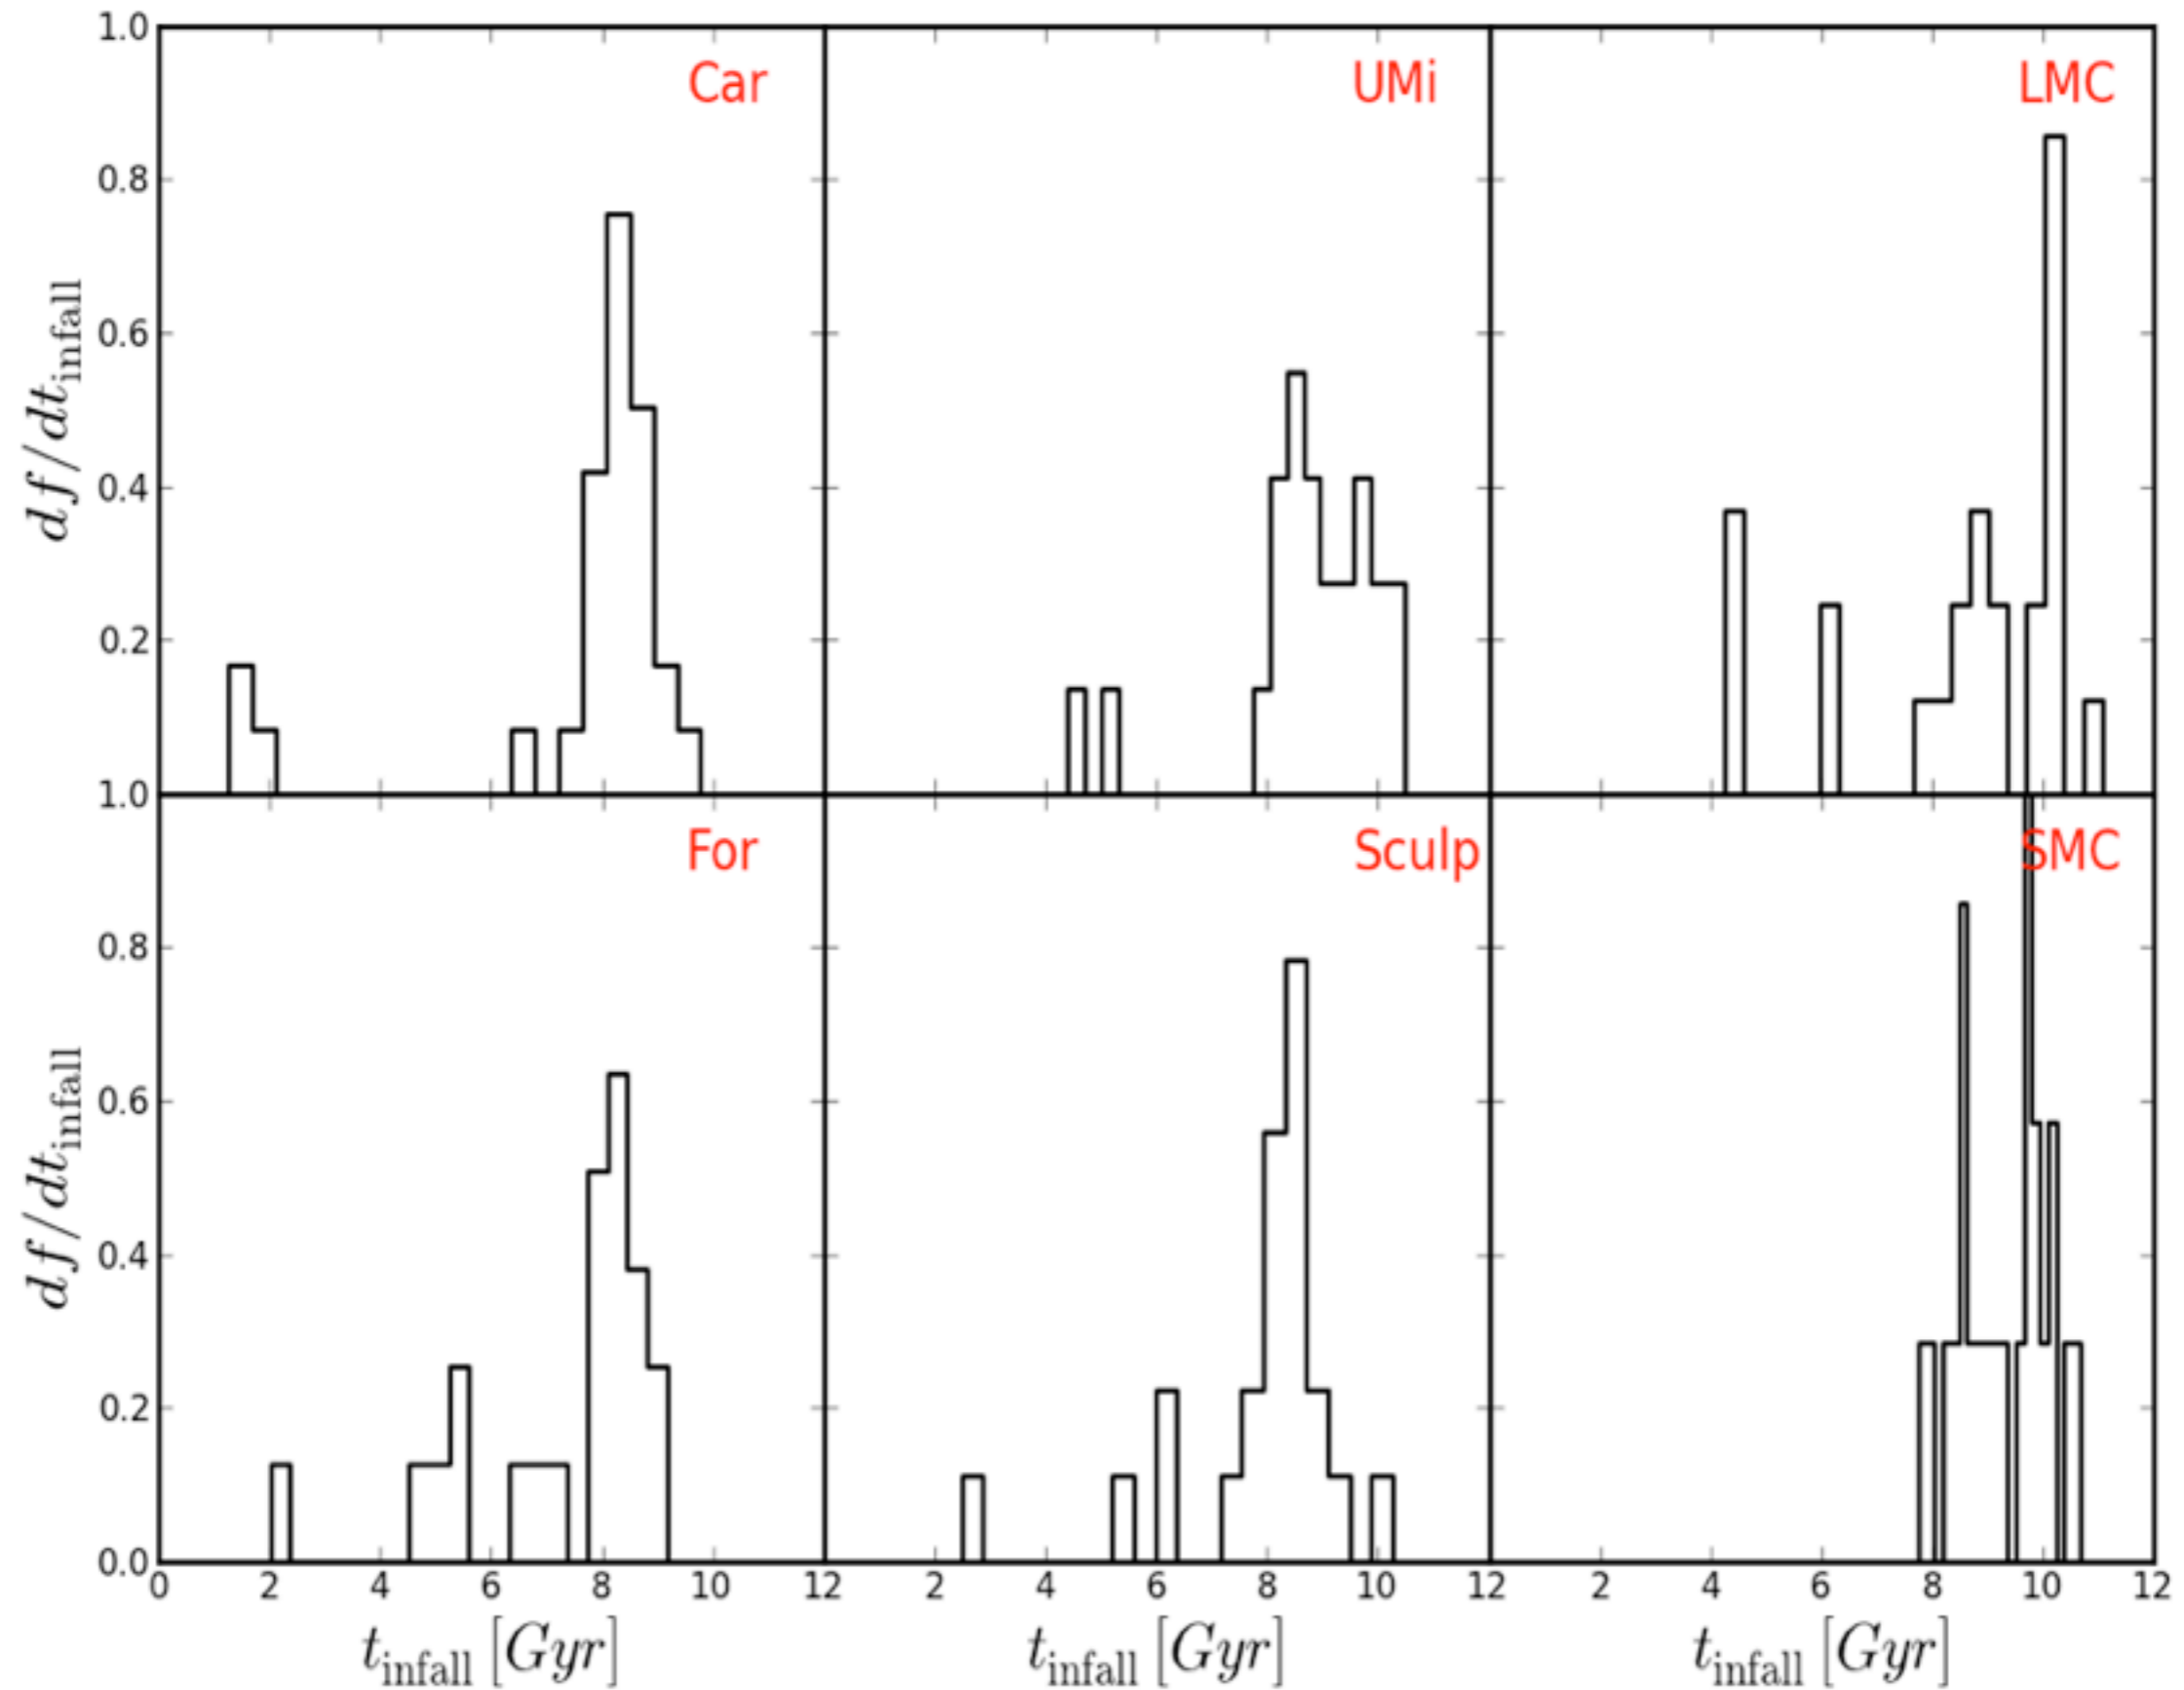 1.0
Car
UMi
LMC
0.8
0.6
df/dt_infall
0.4
0.2
1.0
For
Sculp
SMC
0.8
0.6
df/dt_infall
0.4
0.2
0.0
0 2 4 6 8 10 12 2 4 6 8 10 12 2 4 6 8 10 12
t_infall [Gyr] t_infall [Gyr] t_infall [Gyr]